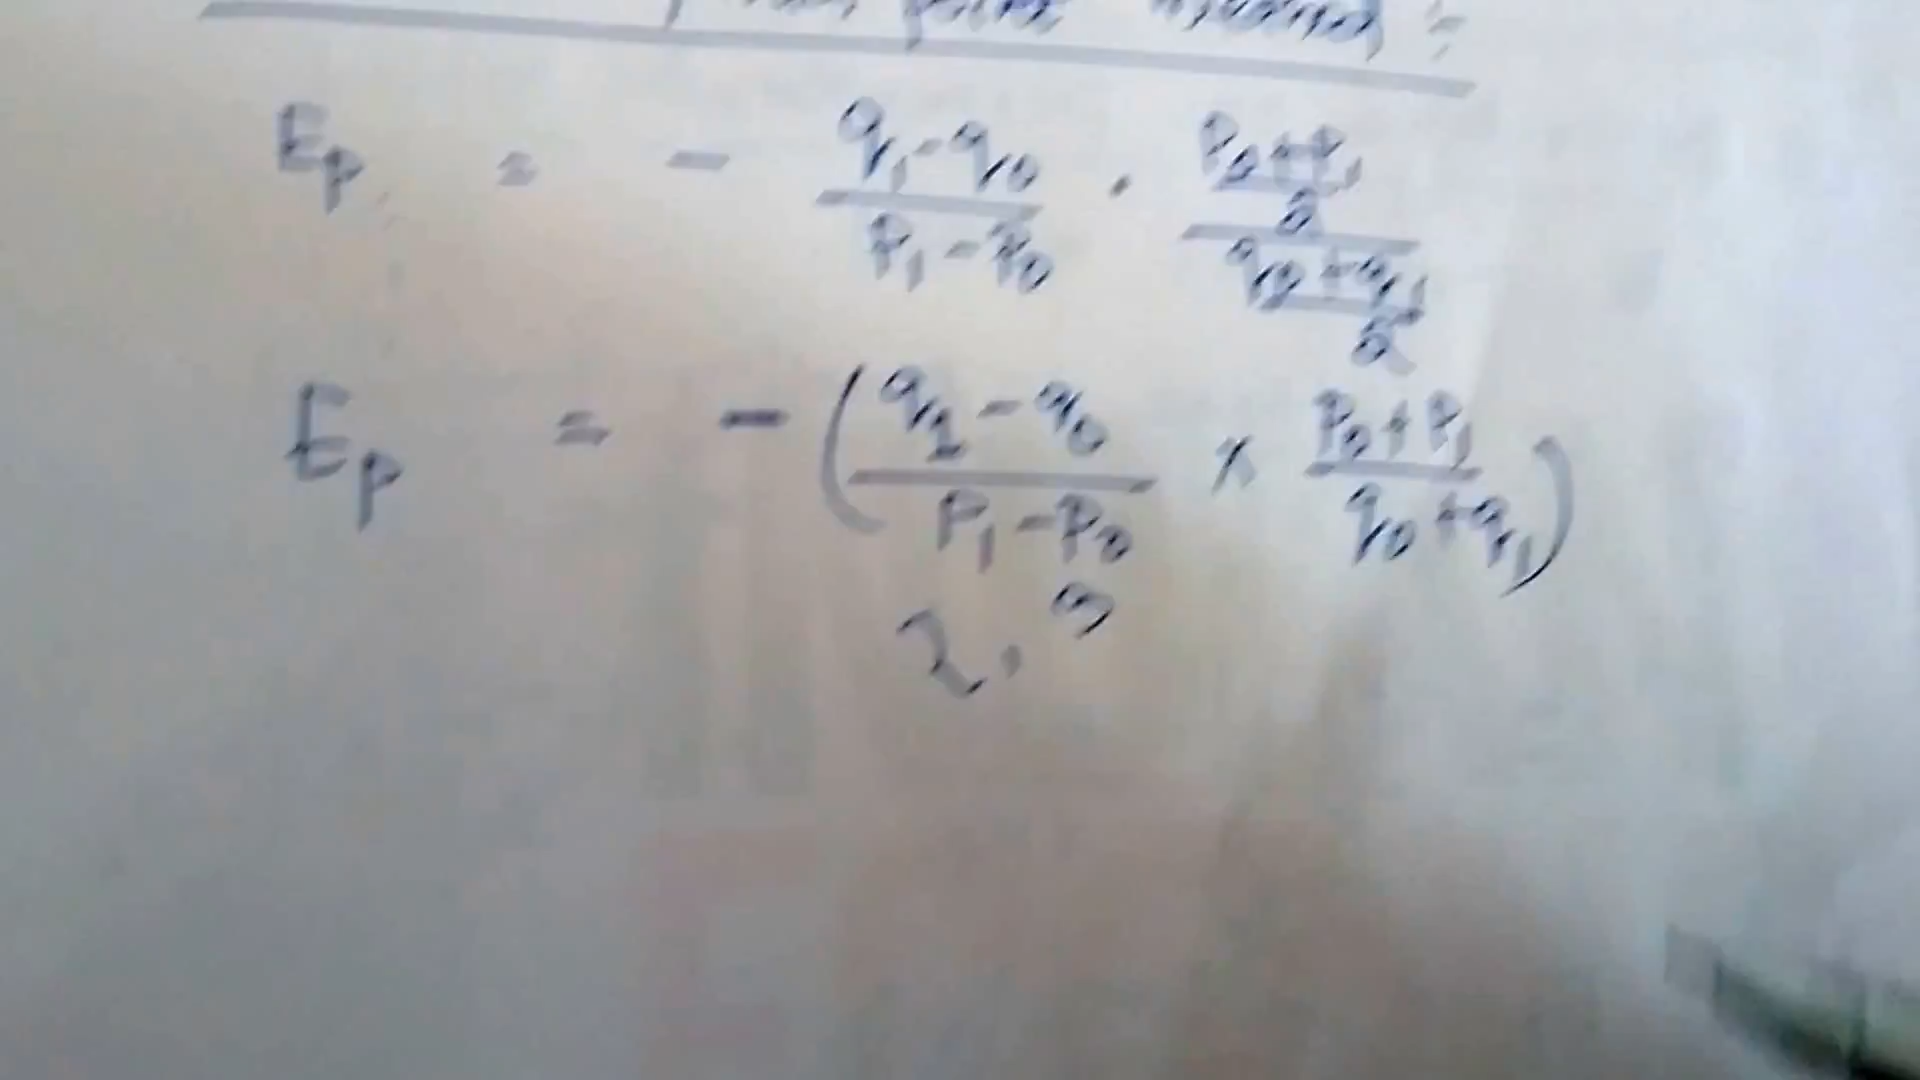 Ep = - q1-q0 / P1-P0 . P0+P1 / 2 / q0+q1 / 2
Ep = - ( q1-q0 / P1-P0 x P0+P1 / q0+q1 )